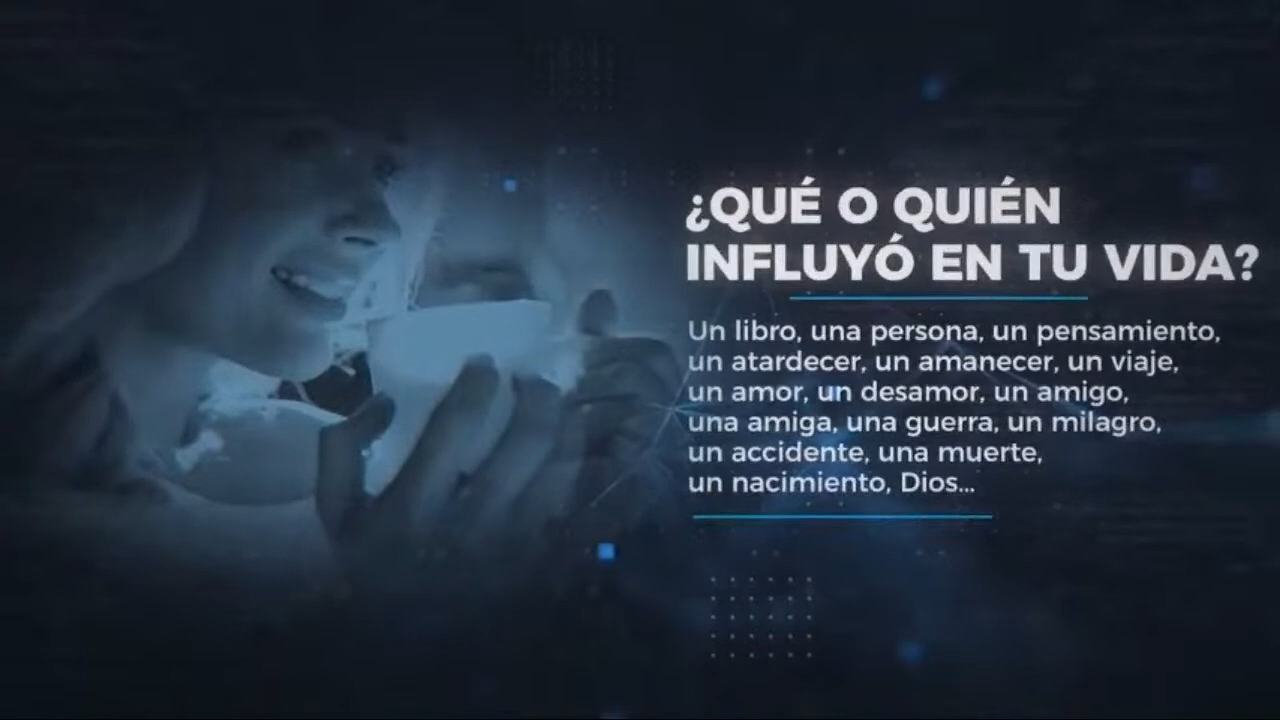 ¿QUÉ O QUIÉN
INFLUYÓ EN TU VIDA?
Un libro, una persona, un pensamiento,
un atardecer, un amanecer, un viaje,
un amor, un desamor, un amigo,
una amiga, una guerra, un milagro,
un accidente, una muerte,
un nacimiento, Dios...